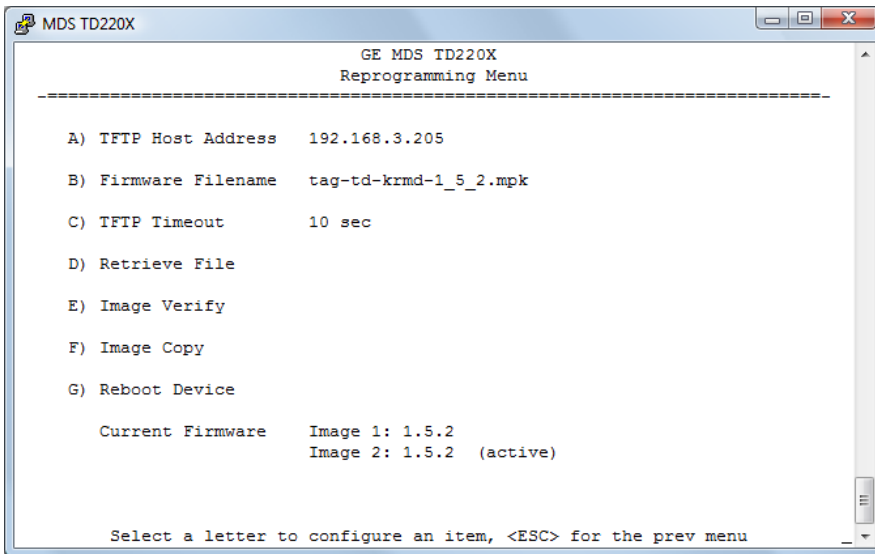 MDS TD220X
GE MDS TD220X
Reprogramming Menu
A) TFTP Host Address 192.168.3.205
B) Firmware Filename tag-td-krmd-1_5_2.mpk
C) TFTP Timeout 10 sec
D) Retrieve File
E) Image Verify
F) Image Copy
G) Reboot Device
Current Firmware Image 1: 1.5.2
Image 2: 1.5.2 (active)
Select a letter to configure an item, <ESC> for the prev menu